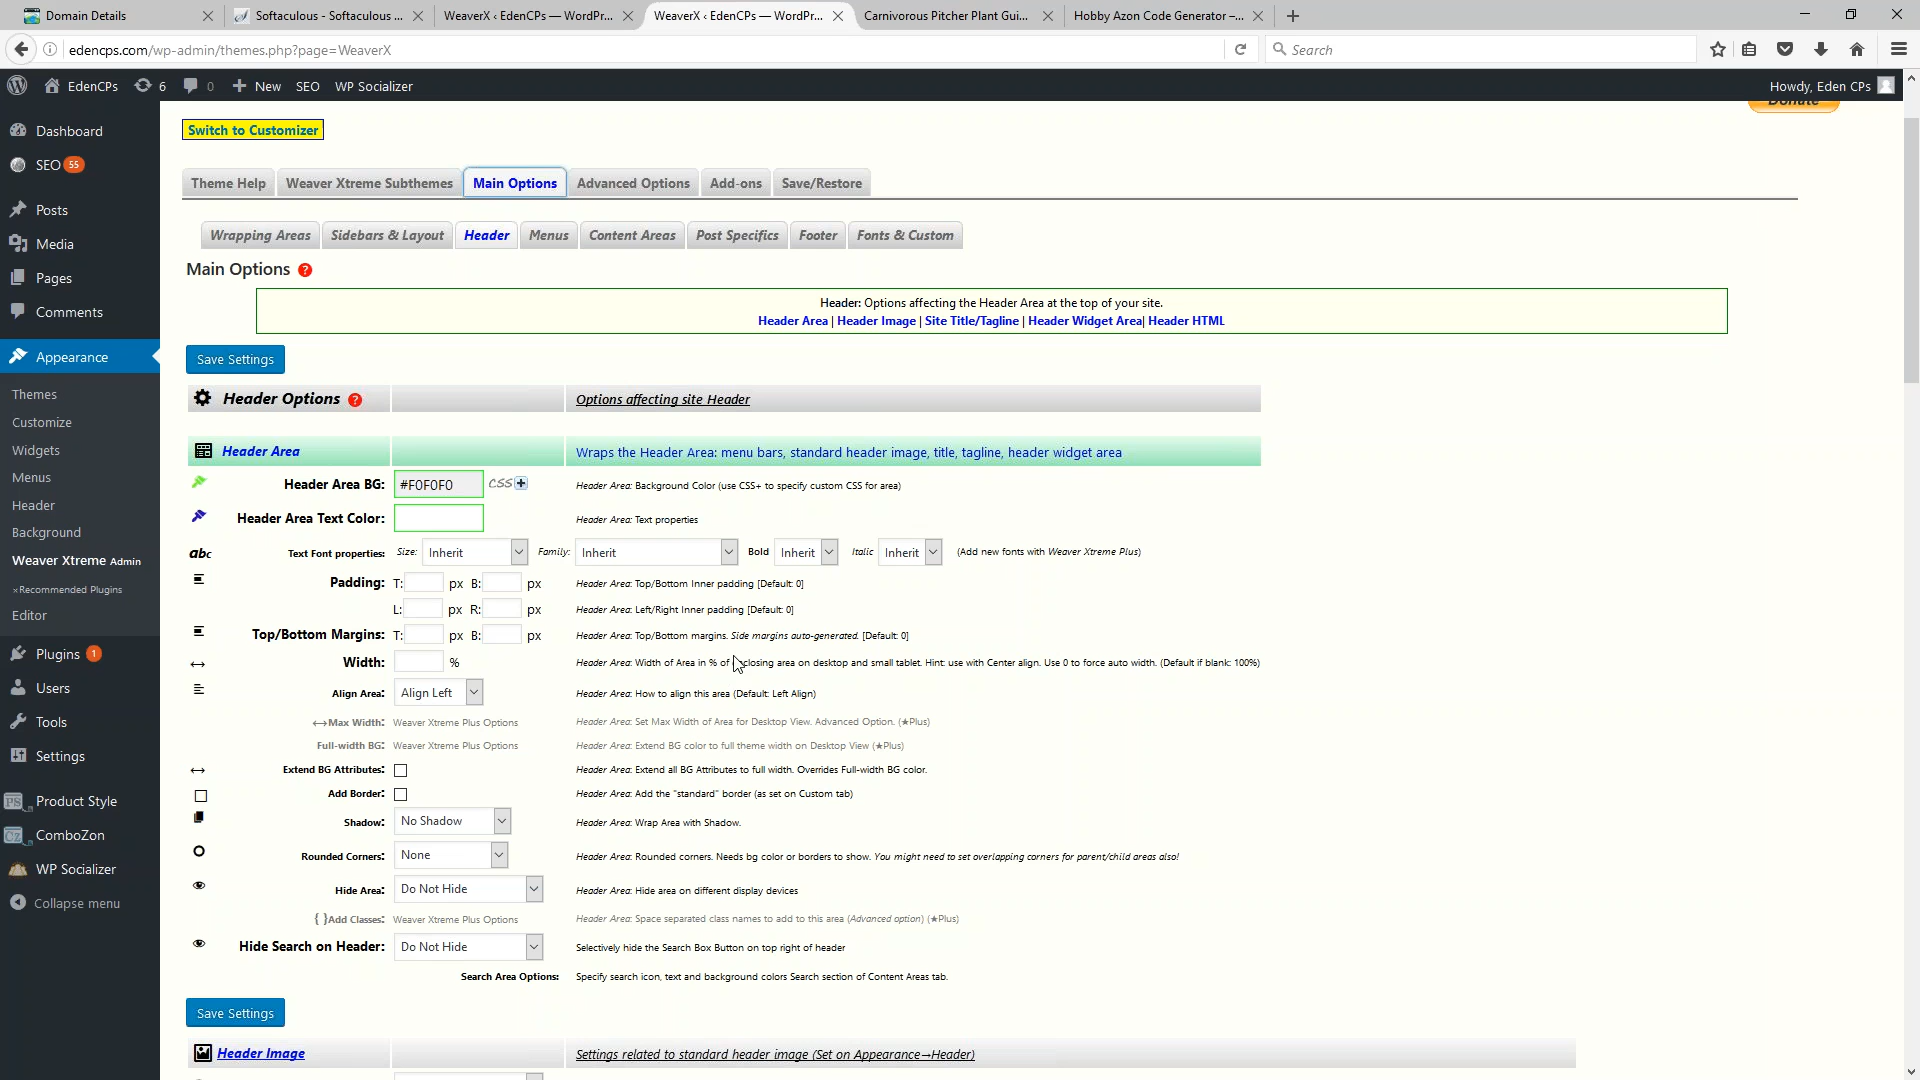 Domain Details
Softaculous - Softaculous ...
WeaverX ‹ EdenCPs — WordPr...
WeaverX ‹ EdenCPs — WordPr...
Carnivorous Pitcher Plant Gui...
Hobby Azon Code Generator –...
edencps.com/wp-admin/themes.php?page=WeaverX
Search
EdenCPs 6 0 New SEO WP Socializer
Howdy, Eden CPs
Donate
Dashboard
SEO 55
Posts
Media
Pages
Comments
Appearance
Themes
Customize
Widgets
Menus
Header
Background
Weaver Xtreme Admin
×Recommended Plugins
Editor
Plugins 1
Users
Tools
Settings
Product Style
ComboZon
WP Socializer
Collapse menu
Switch to Customizer
Theme Help
Weaver Xtreme Subthemes
Main Options
Advanced Options
Add-ons
Save/Restore
Wrapping Areas
Sidebars & Layout
Header
Menus
Content Areas
Post Specifics
Footer
Fonts & Custom
Main Options ?
Header: Options affecting the Header Area at the top of your site.
Header Area | Header Image | Site Title/Tagline | Header Widget Area| Header HTML
Save Settings
Header Options ? Options affecting site Header
Header Area Wraps the Header Area: menu bars, standard header image, title, tagline, header widget area
Header Area BG: #F0F0F0 CSS+ Header Area: Background Color (use CSS+ to specify custom CSS for area)
Header Area Text Color: Header Area: Text properties
abc Text Font properties: Size: Inherit Family: Inherit Bold Inherit Italic Inherit (Add new fonts with Weaver Xtreme Plus)
Padding: T: px B: px Header Area: Top/Bottom Inner padding [Default: 0]
L: px R: px Header Area: Left/Right Inner padding [Default: 0]
Top/Bottom Margins: T: px B: px Header Area: Top/Bottom margins. Side margins auto-generated. [Default: 0]
Width: % Header Area: Width of Area in % of closing area on desktop and small tablet. Hint: use with Center align. Use 0 to force auto width. (Default if blank: 100%)
Align Area: Align Left Header Area: How to align this area (Default: Left Align)
↔Max Width: Weaver Xtreme Plus Options Header Area: Set Max Width of Area for Desktop View. Advanced Option. (★Plus)
Full-width BG: Weaver Xtreme Plus Options Header Area: Extend BG color to full theme width on Desktop View (★Plus)
Extend BG Attributes: Header Area: Extend all BG Attributes to full width. Overrides Full-width BG color.
Add Border: Header Area: Add the "standard" border (as set on Custom tab)
Shadow: No Shadow Header Area: Wrap Area with Shadow.
Rounded Corners: None Header Area: Rounded corners. Needs bg color or borders to show. You might need to set overlapping corners for parent/child areas also!
Hide Area: Do Not Hide Header Area: Hide area on different display devices
{ }Add Classes: Weaver Xtreme Plus Options Header Area: Space separated class names to add to this area (Advanced option) (★Plus)
Hide Search on Header: Do Not Hide Selectively hide the Search Box Button on top right of header
Search Area Options: Specify search icon, text and background colors Search section of Content Areas tab.
Save Settings
Header Image Settings related to standard header image (Set on Appearance→Header)